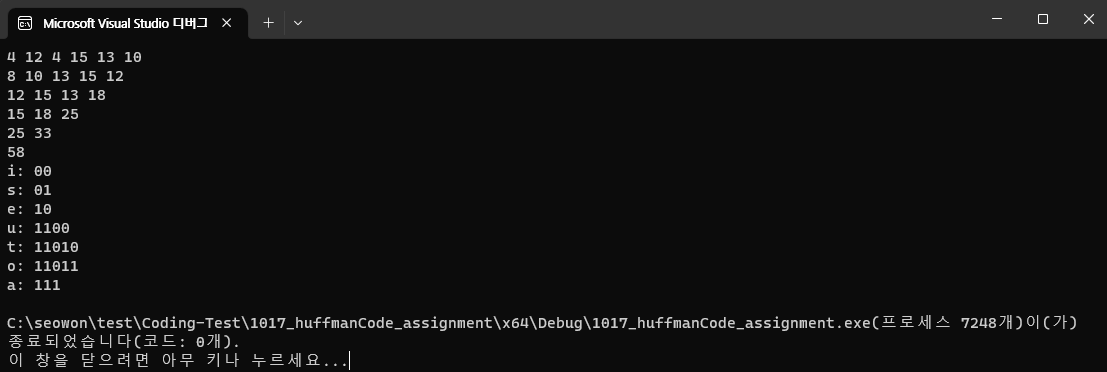 Microsoft Visual Studio 디버그
4 12 4 15 13 10
8 10 13 15 12
12 15 13 18
15 18 25
25 33
58
i: 00
s: 01
e: 10
u: 1100
t: 11010
o: 11011
a: 111
C:\seowon\test\Coding-Test\1017_huffmanCode_assignment\x64\Debug\1017_huffmanCode_assignment.exe(프로세스 7248개)이(가)
종료되었습니다(코드: 0개).
이 창을 닫으려면 아무 키나 누르세요...